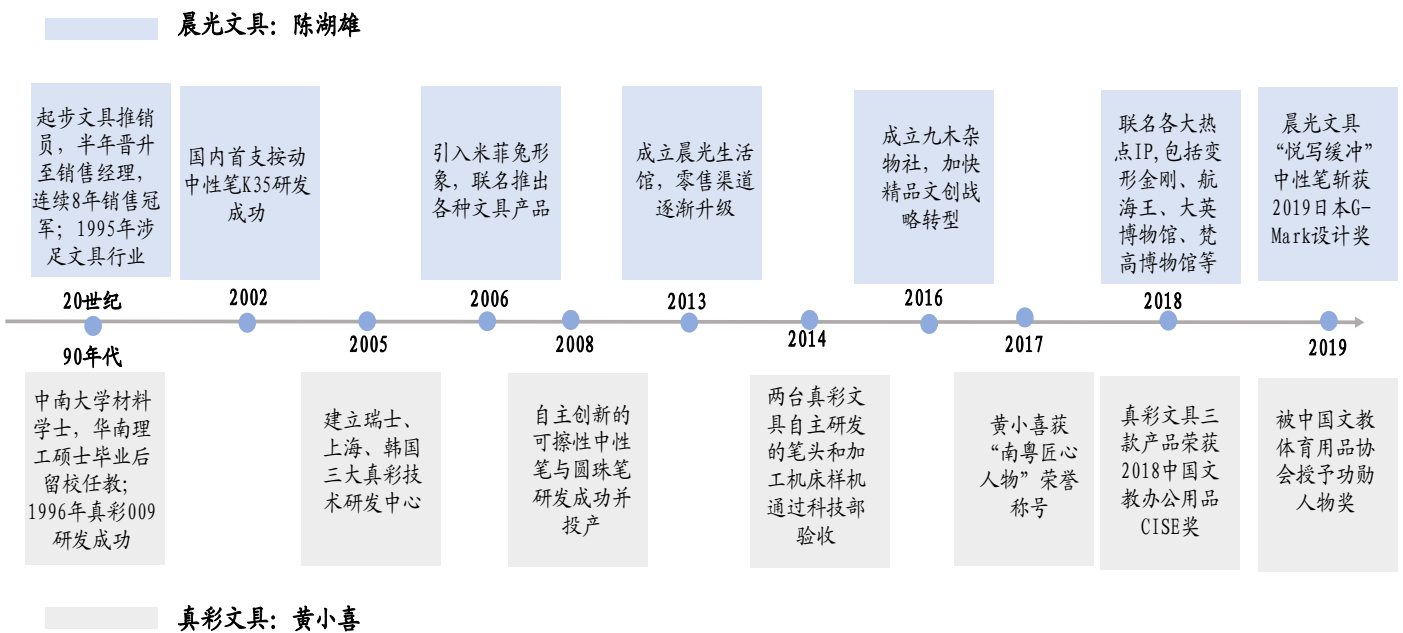 晨光文具：陈湖雄
起步文具推销
员，半年晋升
至销售经理，
连续8年销售冠
军；1995年涉
足文具行业
国内首支按动
中性笔K35研发
成功
引入米菲兔形
象，联名推出
各种文具产品
成立晨光生活
馆，零售渠道
逐渐升级
成立九木杂
物社，加快
精品文创战
略转型
联名各大热
点IP,包括变
形金刚、航
海王、大英
博物馆、梵
高博物馆等
晨光文具
“悦写缓冲”
中性笔斩获
2019日本G-
Mark设计奖
20世纪
90年代
2002
2005
2006
2008
2013
2014
2016
2017
2018
2019
中南大学材料
学士，华南理
工硕士毕业后
留校任教；
1996年真彩009
研发成功
建立瑞士、
上海、韩国
三大真彩技
术研发中心
自主创新的
可擦性中性
笔与圆珠笔
研发成功并
投产
两台真彩文
具自主研发
的笔头和加
工机床样机
通过科技部
验收
黄小喜获
“南粤匠心
人物”荣誉
称号
真彩文具三
款产品荣获
2018中国文
教办公用品
CISE奖
被中国文教
体育用品协
会授予功勋
人物奖
真彩文具：黄小喜